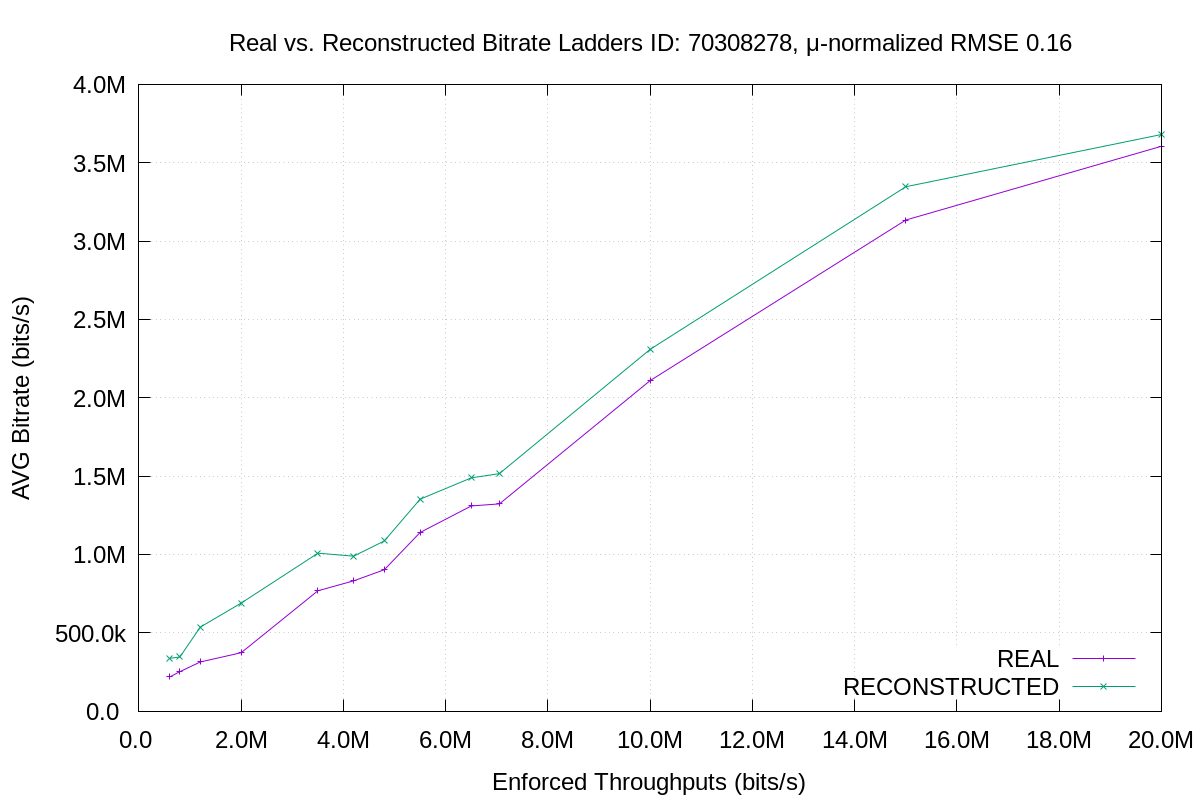 Real vs. Reconstructed Bitrate Ladders ID: 70308278, μ-normalized RMSE 0.16
4.0M
3.5M
3.0M
2.5M
2.0M
1.5M
1.0M
500.0k
0.0
AVG Bitrate (bits/s)
REAL
RECONSTRUCTED
0.0 2.0M 4.0M 6.0M 8.0M 10.0M 12.0M 14.0M 16.0M 18.0M 20.0M
Enforced Throughputs (bits/s)